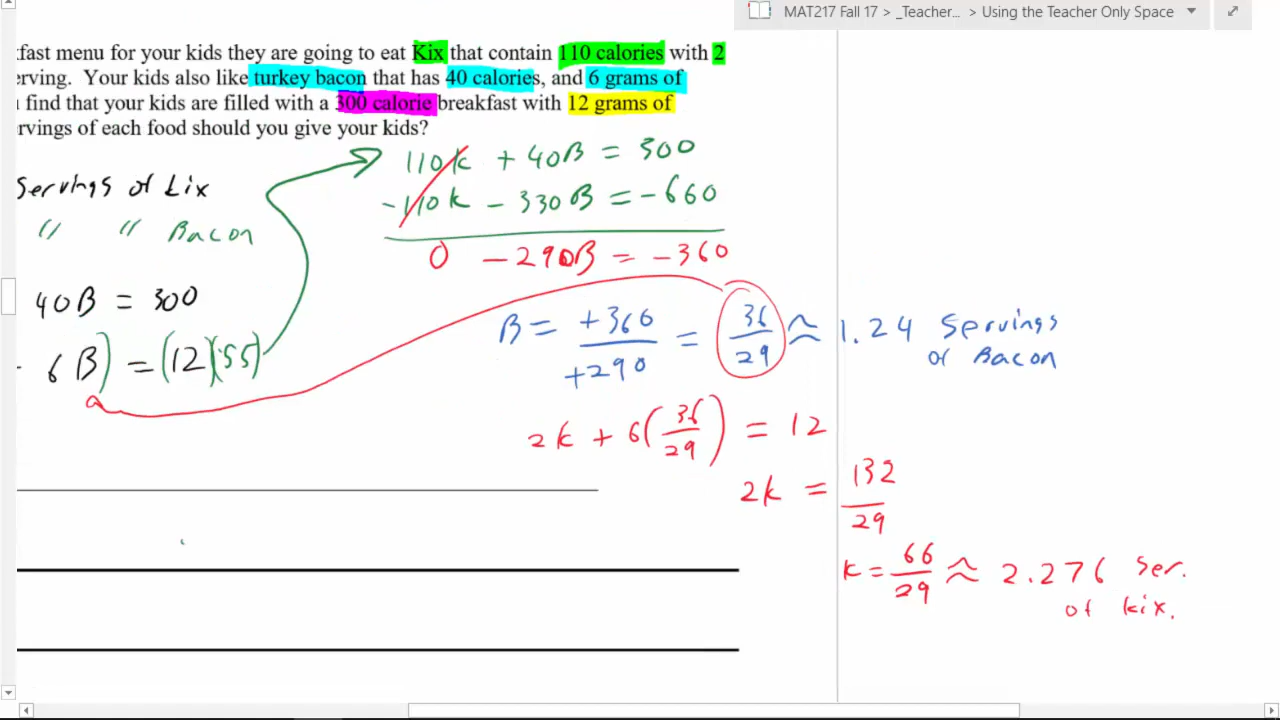 MAT217 Fall 17 > _Teacher... > Using the Teacher Only Space
fast menu for your kids they are going to eat Kix that contain 110 calories with 2
erving. Your kids also like turkey bacon that has 40 calories, and 6 grams of
find that your kids are filled with a 300 calorie breakfast with 12 grams of
rvings of each food should you give your kids?
110k + 40B = 300
Servings of kix
-110k - 330B = -660
" " Bacon
0 - 290B = -360
40B = 300
B = +360/+290 = 36/29 ≈ 1.24 Servings of Bacon
6B) = (12)(55)
2k + 6(36/29) = 12
2k = 132/29
k = 66/29 ≈ 2.276 Ser.
of kix.